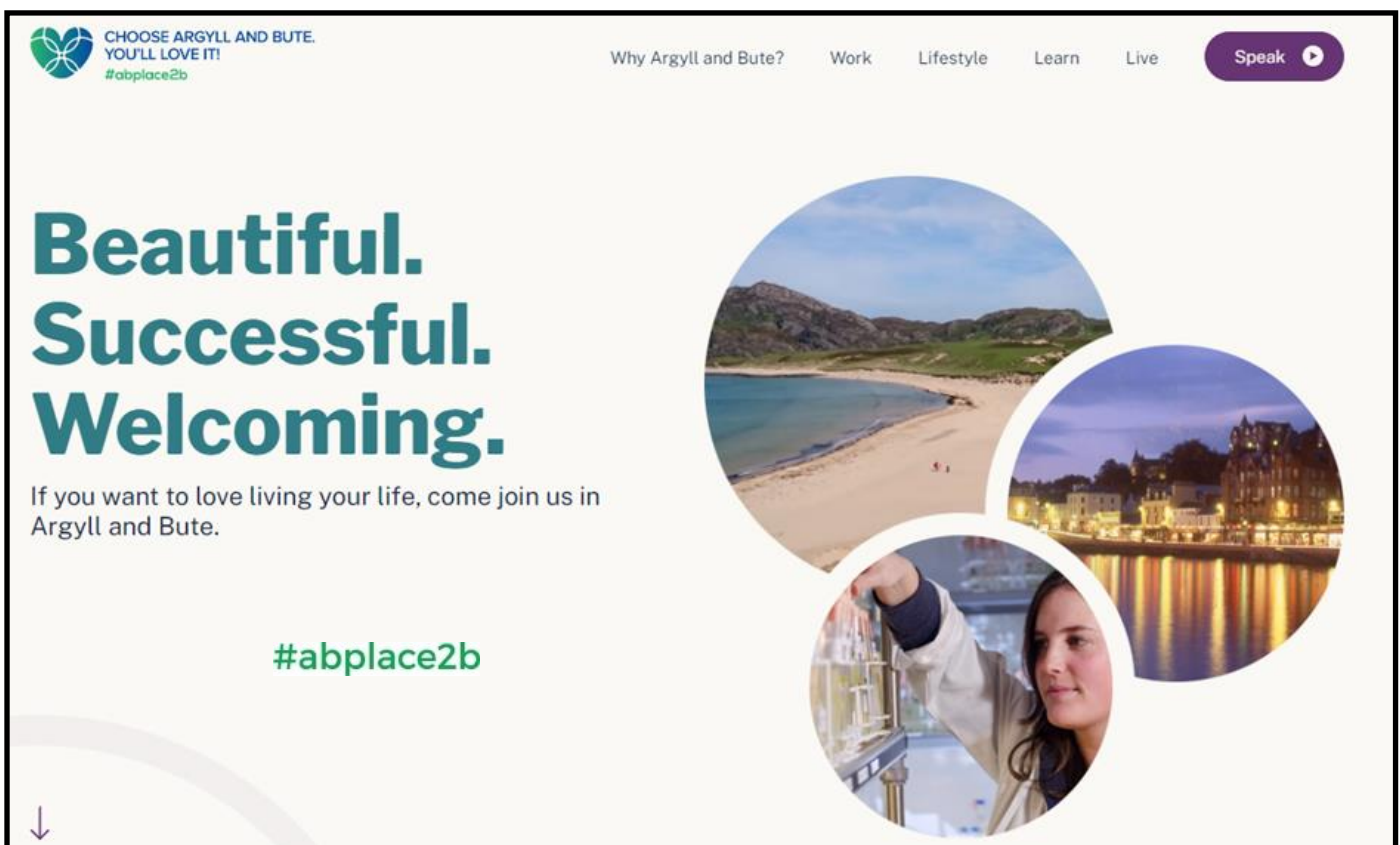 CHOOSE ARGYLL AND BUTE.
YOU'LL LOVE IT!
#abplace2b
Why Argyll and Bute?
Work
Lifestyle
Learn
Live
Speak
Beautiful.
Successful.
Welcoming.
If you want to love living your life, come join us in
Argyll and Bute.
#abplace2b